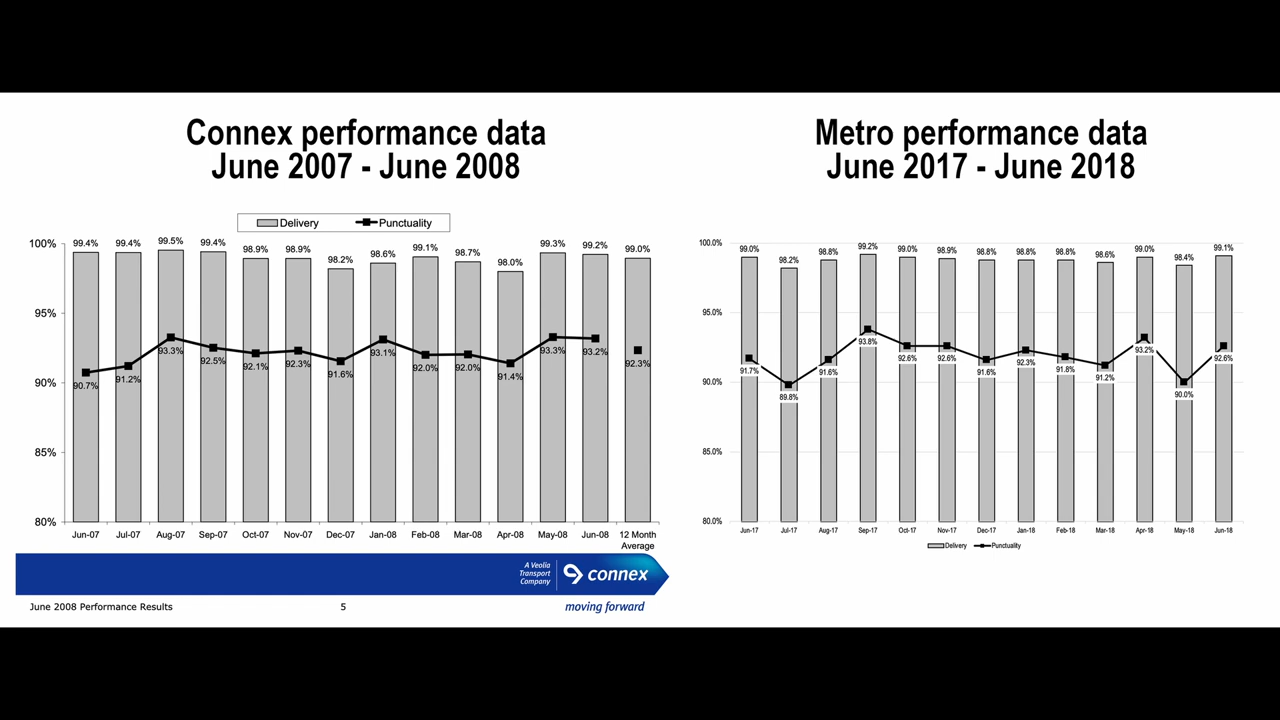 Connex performance data
June 2007 - June 2008
Delivery Punctuality
100%
95%
90%
85%
80%
99.4% 99.4% 99.5% 99.4% 98.9% 98.9% 98.2% 98.6% 99.1% 98.7% 98.0% 99.3% 99.2% 99.0%
90.7% 91.2% 93.3% 92.5% 92.1% 92.3% 91.6% 93.1% 92.0% 92.0% 91.4% 93.3% 93.2% 92.3%
Jun-07 Jul-07 Aug-07 Sep-07 Oct-07 Nov-07 Dec-07 Jan-08 Feb-08 Mar-08 Apr-08 May-08 Jun-08 12 Month
Average
A Veolia
Transport
Company
connex
June 2008 Performance Results
5
moving forward
Metro performance data
June 2017 - June 2018
100.0%
95.0%
90.0%
85.0%
80.0%
99.0% 98.2% 98.8% 99.2% 99.0% 98.9% 98.8% 98.8% 98.8% 98.6% 99.0% 98.4% 99.1%
91.7% 89.8% 91.6% 93.8% 92.6% 92.6% 91.6% 92.3% 91.8% 91.2% 93.2% 90.0% 92.6%
Jun-17 Jul-17 Aug-17 Sep-17 Oct-17 Nov-17 Dec-17 Jan-18 Feb-18 Mar-18 Apr-18 May-18 Jun-18
Delivery Punctuality